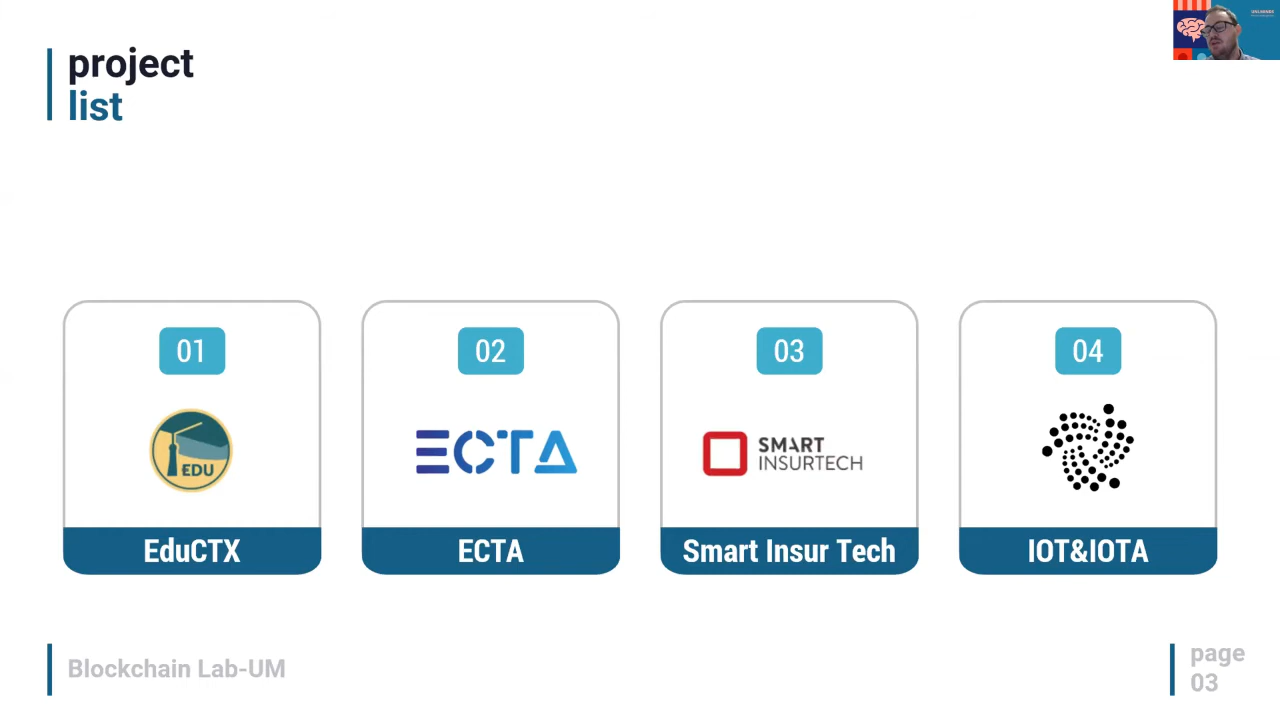 project
list
01
EDU
EduCTX
02
ECTA
ECTA
03
SMART
INSURTECH
Smart Insur Tech
04
IOT&IOTA
Blockchain Lab-UM
page
03